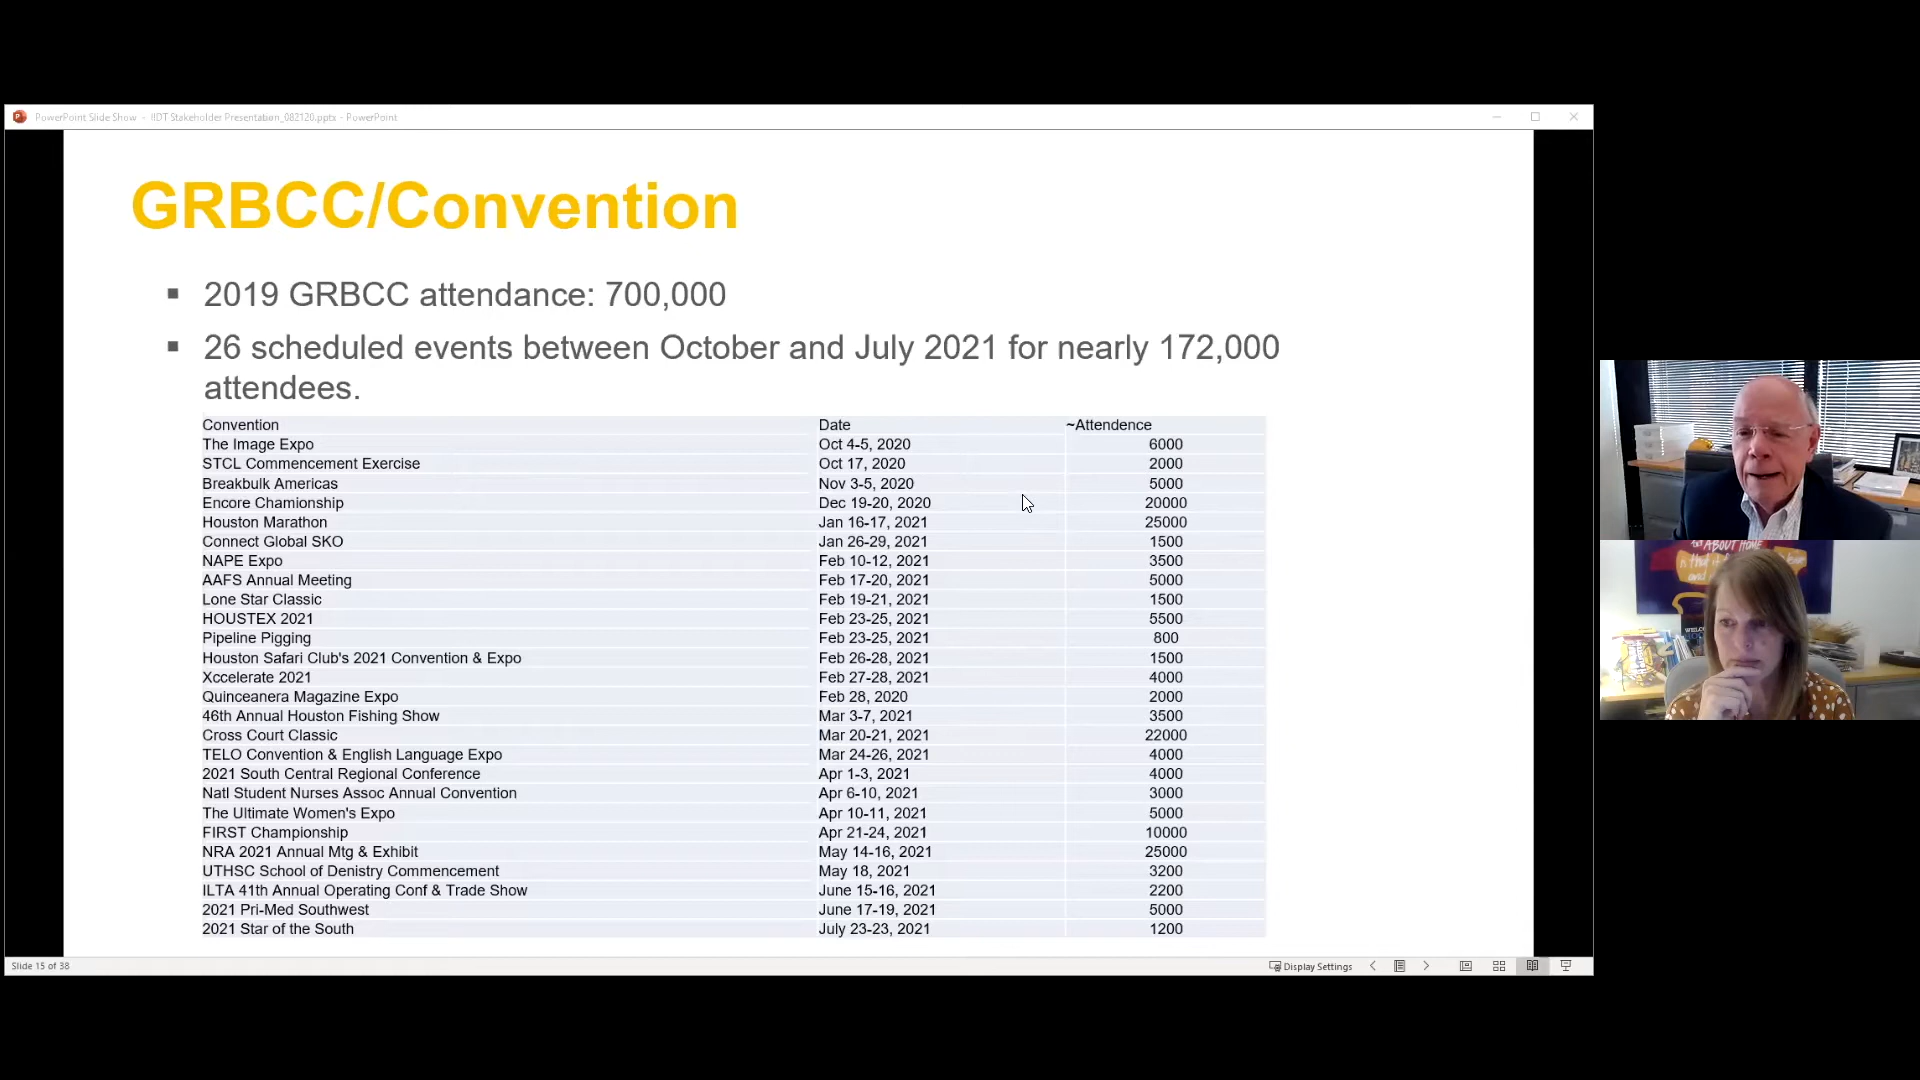 PowerPoint Slide Show - !!DT Stakeholder Presentation_082120.pptx - PowerPoint
GRBCC/Convention
▪ 2019 GRBCC attendance: 700,000
▪ 26 scheduled events between October and July 2021 for nearly 172,000
attendees.
Convention Date ~Attendence
The Image Expo Oct 4-5, 2020 6000
STCL Commencement Exercise Oct 17, 2020 2000
Breakbulk Americas Nov 3-5, 2020 5000
Encore Chamionship Dec 19-20, 2020 20000
Houston Marathon Jan 16-17, 2021 25000
Connect Global SKO Jan 26-29, 2021 1500
NAPE Expo Feb 10-12, 2021 3500
AAFS Annual Meeting Feb 17-20, 2021 5000
Lone Star Classic Feb 19-21, 2021 1500
HOUSTEX 2021 Feb 23-25, 2021 5500
Pipeline Pigging Feb 23-25, 2021 800
Houston Safari Club's 2021 Convention & Expo Feb 26-28, 2021 1500
Xccelerate 2021 Feb 27-28, 2021 4000
Quinceanera Magazine Expo Feb 28, 2020 2000
46th Annual Houston Fishing Show Mar 3-7, 2021 3500
Cross Court Classic Mar 20-21, 2021 22000
TELO Convention & English Language Expo Mar 24-26, 2021 4000
2021 South Central Regional Conference Apr 1-3, 2021 4000
Natl Student Nurses Assoc Annual Convention Apr 6-10, 2021 3000
The Ultimate Women's Expo Apr 10-11, 2021 5000
FIRST Championship Apr 21-24, 2021 10000
NRA 2021 Annual Mtg & Exhibit May 14-16, 2021 25000
UTHSC School of Denistry Commencement May 18, 2021 3200
ILTA 41th Annual Operating Conf & Trade Show June 15-16, 2021 2200
2021 Pri-Med Southwest June 17-19, 2021 5000
2021 Star of the South July 23-23, 2021 1200
Slide 15 of 38
Display Settings
ABOUT HOME
is that it
and